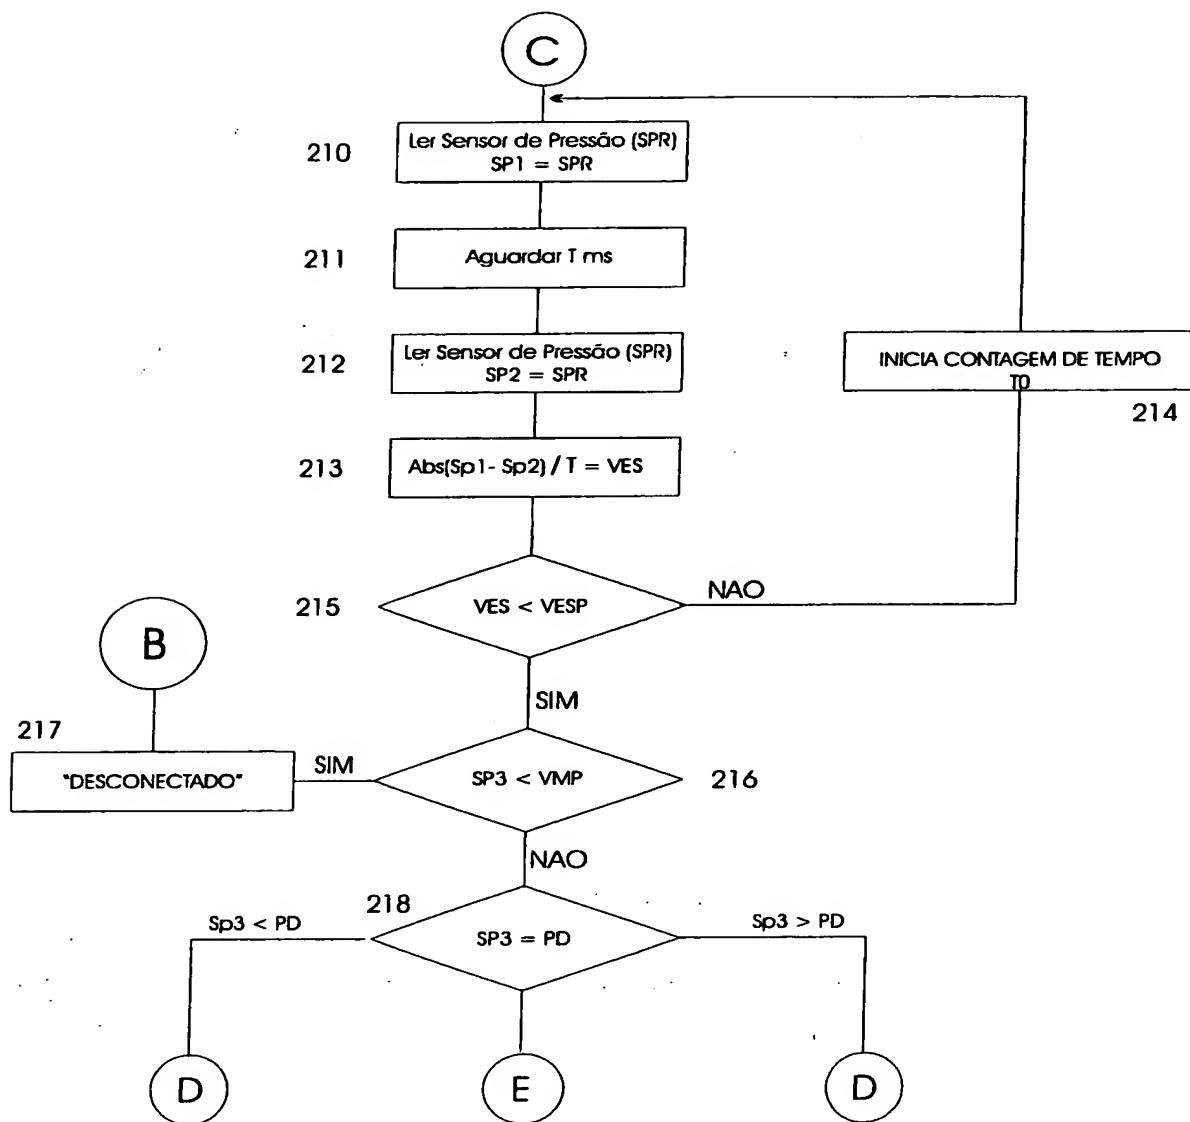 C
210
Ler Sensor de Pressão (SPR)
SP1 = SPR
211
Aguardar T ms
212
Ler Sensor de Pressão (SPR)
SP2 = SPR
INICIA CONTAGEM DE TEMPO
T0
214
213
Abs(Sp1- Sp2) / T = VES
215
VES < VESP
NAO
B
SIM
217
"DESCONECTADO"
SIM
SP3 < VMP
216
NAO
218
Sp3 < PD
SP3 = PD
Sp3 > PD
D
E
D